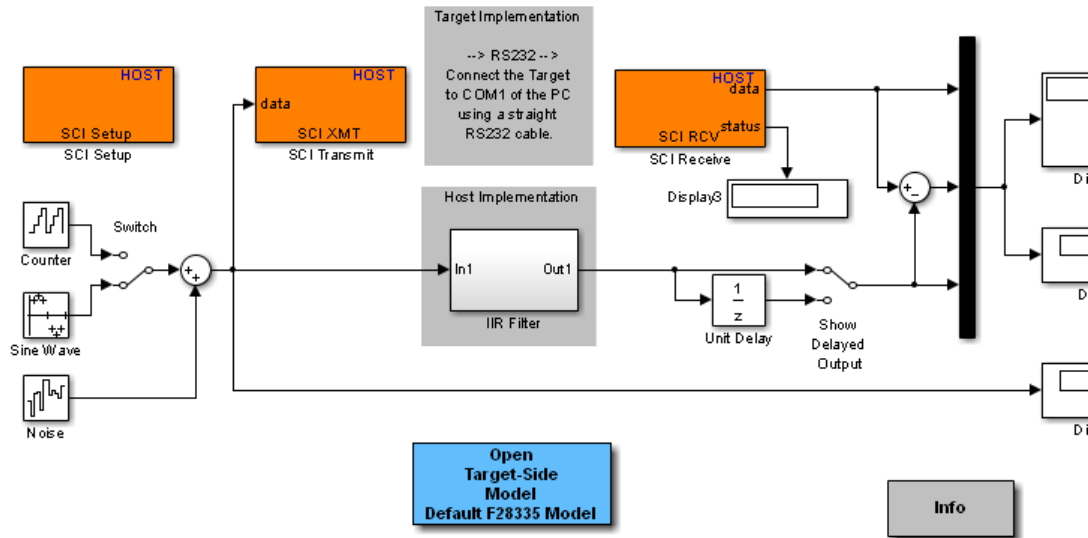 Target Implementation
--> RS232 -->
Connect the Target
to COM1 of the PC
using a straight
RS232 cable.
HOST
SCI Setup
SCI Setup
HOST
data
SCI XMT
SCI Transmit
HOST
data
status
SCI RCV
SCI Receive
Display3
Di
Host Implementation
In1
Out1
IIR Filter
Switch
Counter
Sine Wave
Noise
+
+
+
−
1
z
Unit Delay
Show
Delayed
Output
D
Di
Open
Target-Side
Model
Default F28335 Model
Info